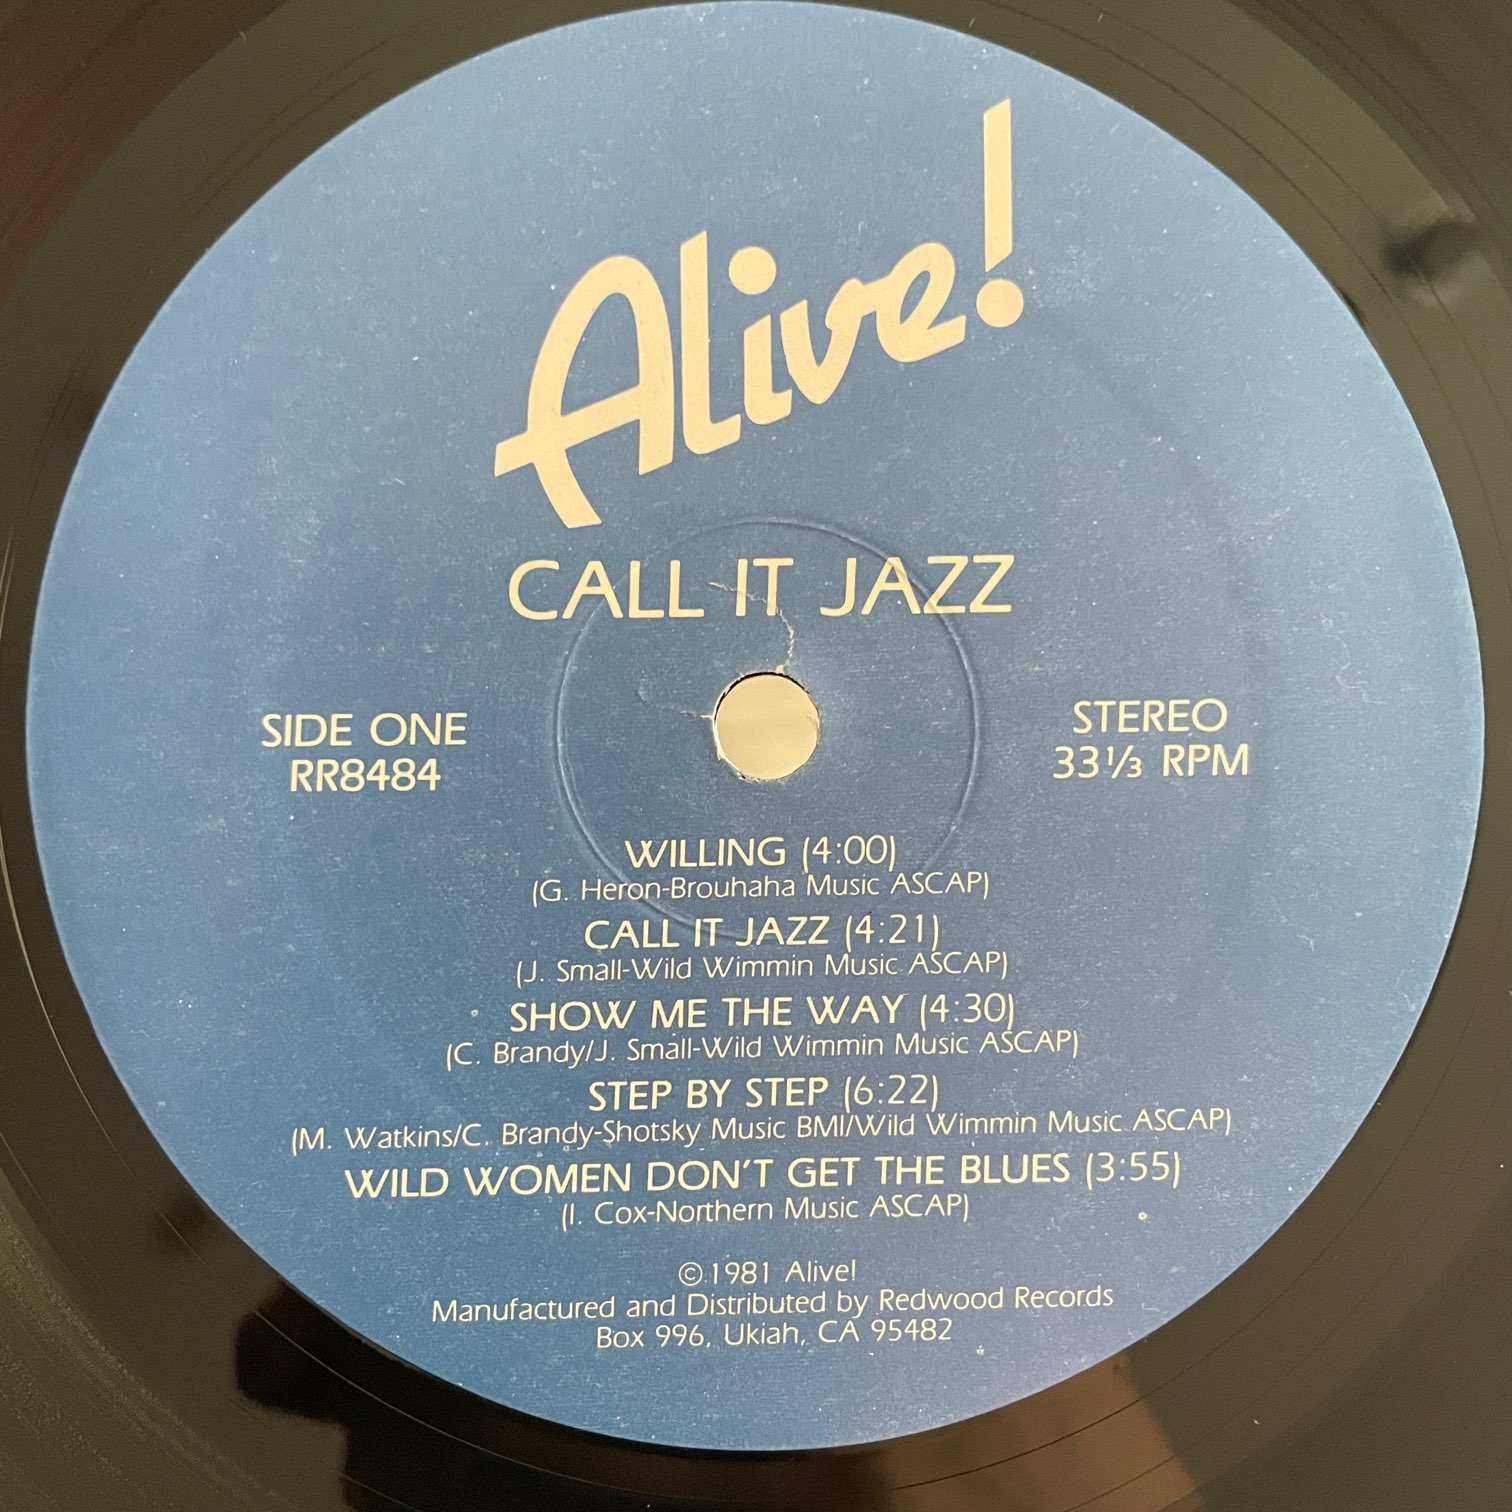 Alive!
CALL IT JAZZ
SIDE ONE
RR8484
STEREO
33⅓ RPM
WILLING (4:00)
(G. Heron-Brouhaha Music ASCAP)
CALL IT JAZZ (4:21)
(J. Small-Wild Wimmin Music ASCAP)
SHOW ME THE WAY (4:30)
(C. Brandy/J. Small-Wild Wimmin Music ASCAP)
STEP BY STEP (6:22)
(M. Watkins/C. Brandy-Shotsky Music BMI/Wild Wimmin Music ASCAP)
WILD WOMEN DON'T GET THE BLUES (3:55)
(I. Cox-Northern Music ASCAP)
© 1981 Alive!
Manufactured and Distributed by Redwood Records
Box 996, Ukiah, CA 95482